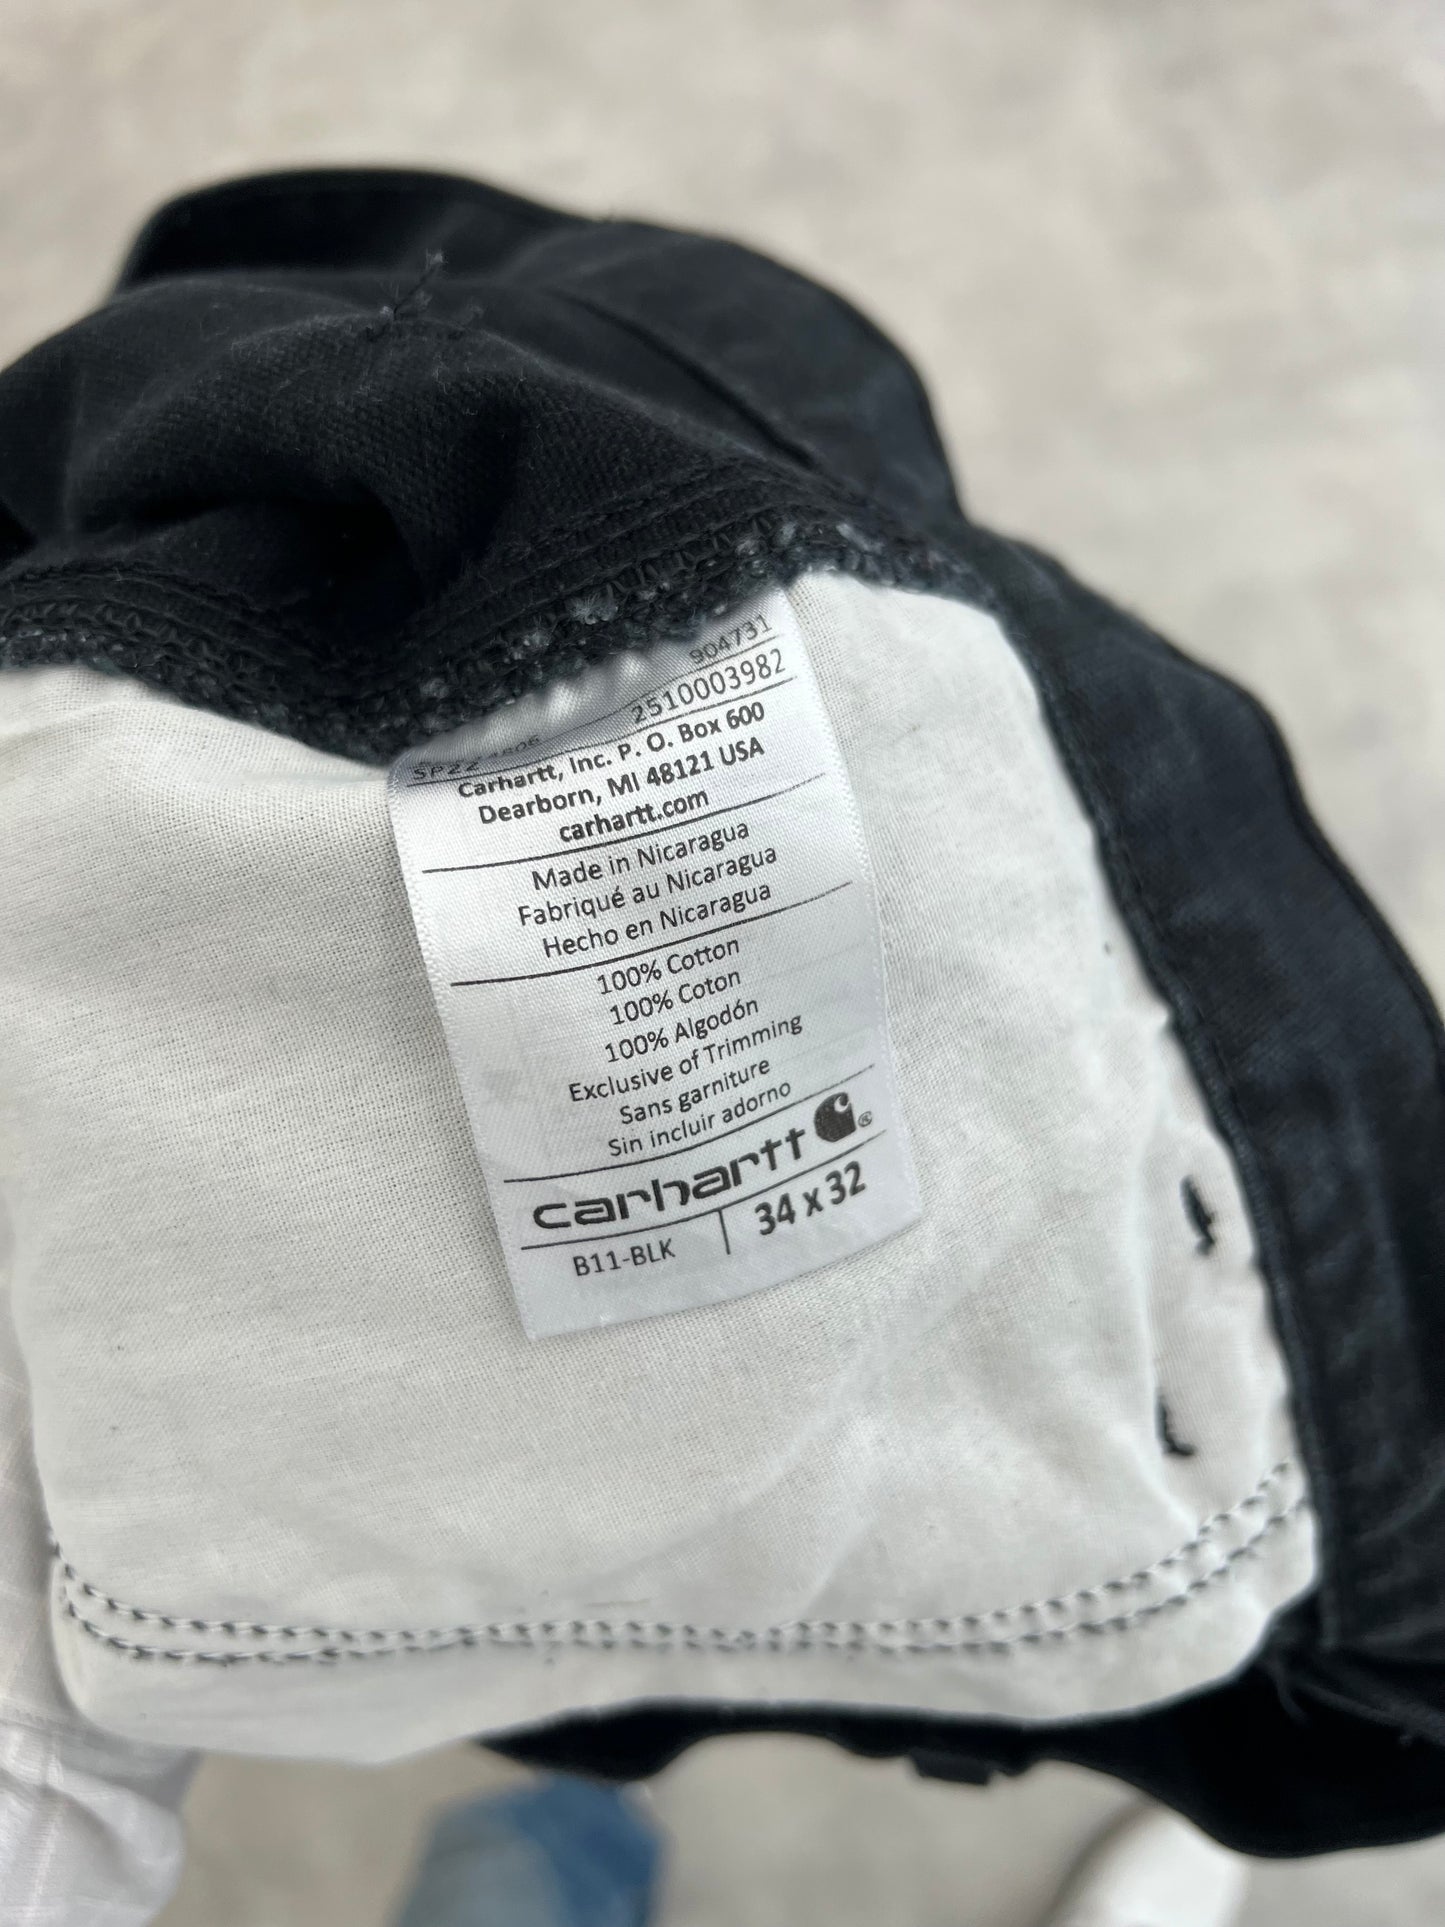 904731
2510003982
SP22
Carhartt, Inc. P. O. Box 600
Dearborn, MI 48121 USA
carhartt.com
Made in Nicaragua
Fabriqué au Nicaragua
Hecho en Nicaragua
100% Cotton
100% Coton
100% Algodón
Exclusive of Trimming
Sans garniture
Sin incluir adorno
carhartt ®
B11-BLK | 34 x 32